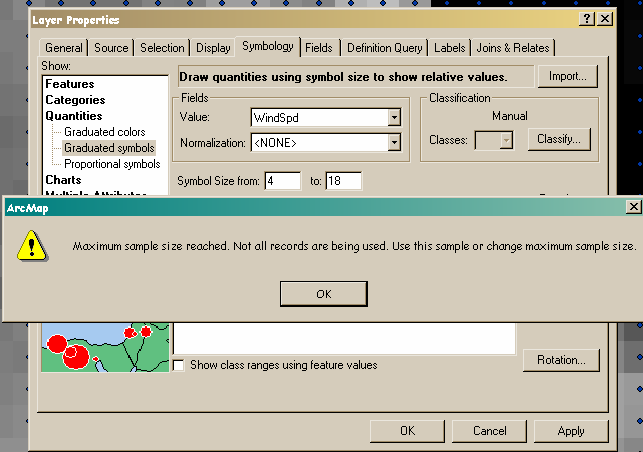 Layer Properties
General Source Selection Display Symbology Fields Definition Query Labels Joins & Relates
Show:
Features
Categories
Quantities
Graduated colors
Graduated symbols
Proportional symbols
Charts
Draw quantities using symbol size to show relative values.
Import...
Fields
Value: WindSpd
Normalization: <NONE>
Classification
Manual
Classes:
Classify...
Symbol Size from: 4 to: 18
ArcMap
Maximum sample size reached. Not all records are being used. Use this sample or change maximum sample size.
OK
Show class ranges using feature values
Rotation...
OK Cancel Apply